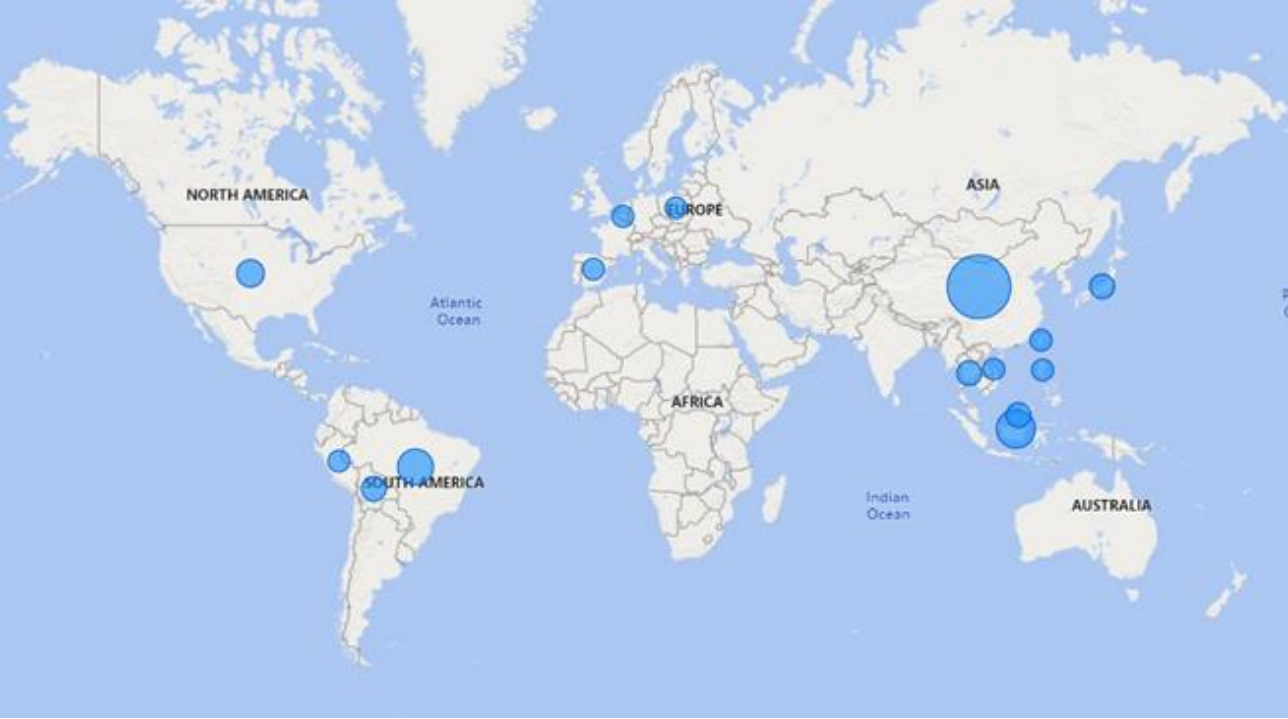 ASIA
NORTH AMERICA
EUROPE
Atlantic
Ocean
AFRICA
SOUTH AMERICA
Indian
Ocean
AUSTRALIA